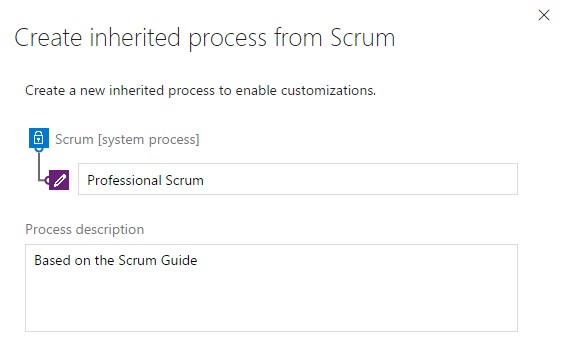 Create inherited process from Scrum
Create a new inherited process to enable customizations.
Scrum [system process]
Professional Scrum
Process description
Based on the Scrum Guide